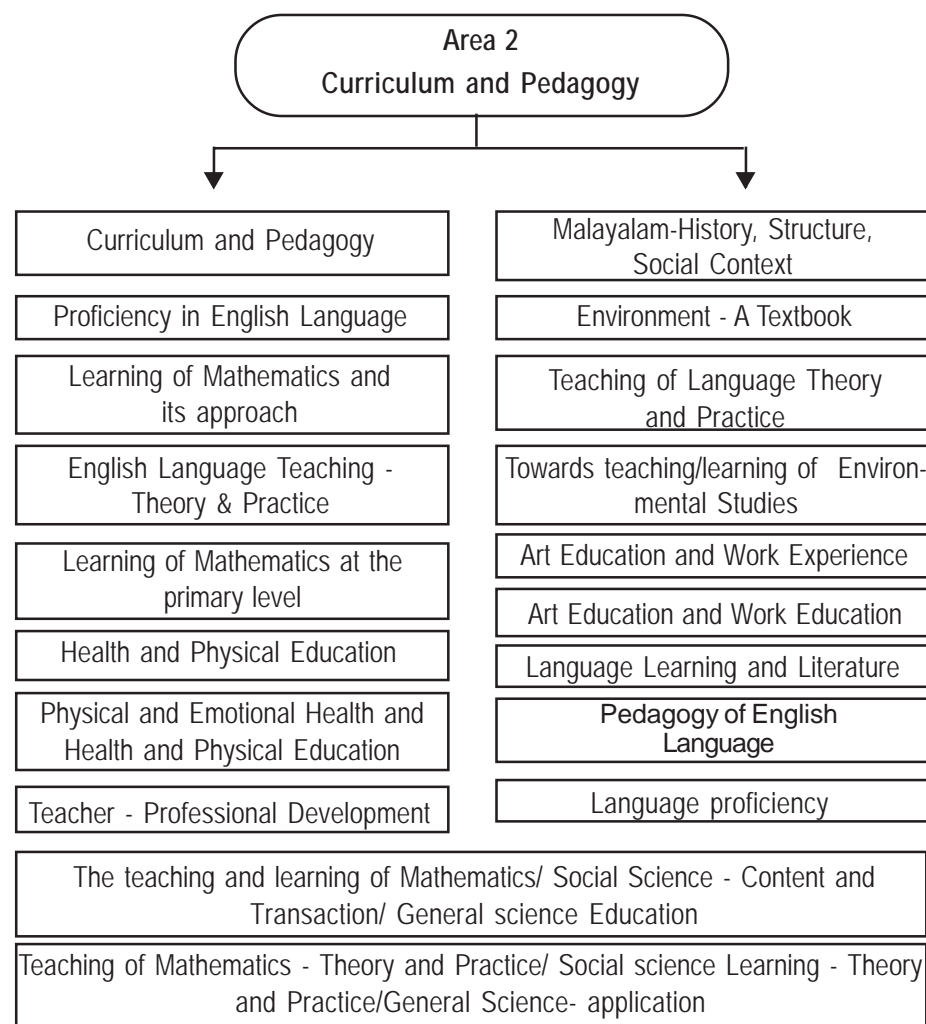 Area 2
Curriculum and Pedagogy
Curriculum and Pedagogy
Proficiency in English Language
Learning of Mathematics and
its approach
English Language Teaching -
Theory & Practice
Learning of Mathematics at the
primary level
Health and Physical Education
Physical and Emotional Health and
Health and Physical Education
Teacher - Professional Development
Malayalam-History, Structure,
Social Context
Environment - A Textbook
Teaching of Language Theory
and Practice
Towards teaching/learning of Environ-
mental Studies
Art Education and Work Experience
Art Education and Work Education
Language Learning and Literature
Pedagogy of English
Language
Language proficiency
The teaching and learning of Mathematics/ Social Science - Content and
Transaction/ General science Education
Teaching of Mathematics - Theory and Practice/ Social science Learning - Theory
and Practice/General Science- application